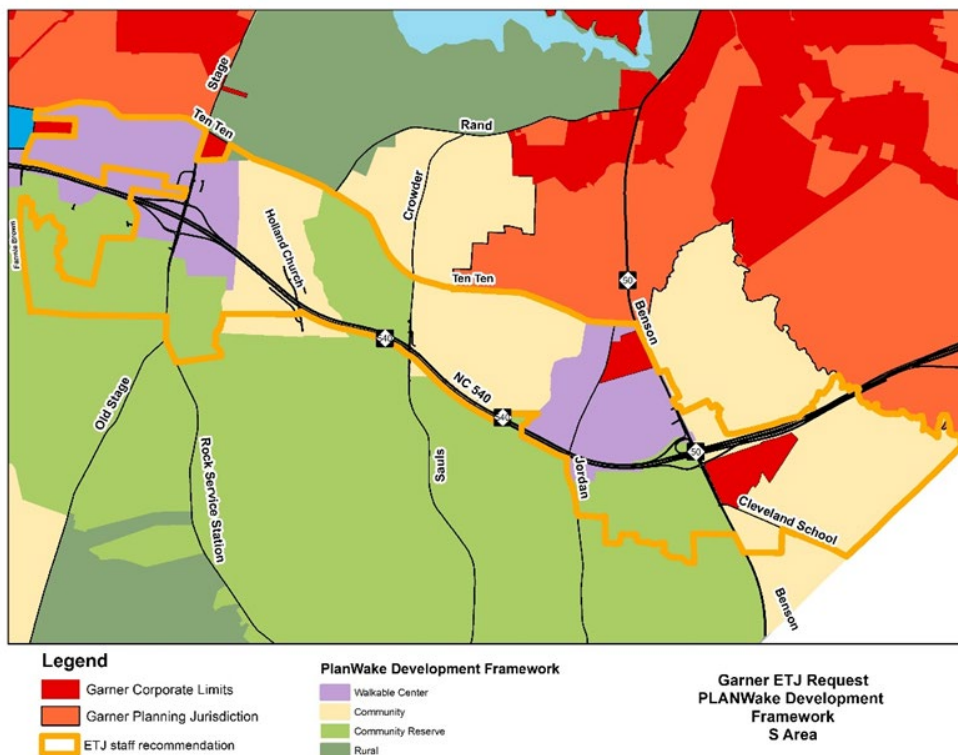 Stage
Ten Ten
Rand
Crowder
Holland Church
Fannie Brown
Ten Ten
50
Benson
540
NC 540
540
Old Stage
Rock Service Station
Sauls
Jordan
50
Cleveland School
Benson
Legend
Garner Corporate Limits
Garner Planning Jurisdiction
ETJ staff recommendation
PlanWake Development Framework
Walkable Center
Community
Community Reserve
Rural
Garner ETJ Request
PLANWake Development
Framework
S Area